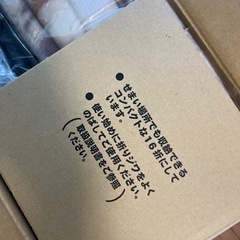 ● せまい場所でも収納できる
コンパクトな16折にして
います。
● 使い始めに折りジワをよく
のばしてご使用ください。
(取扱説明書をご参照
ください。)